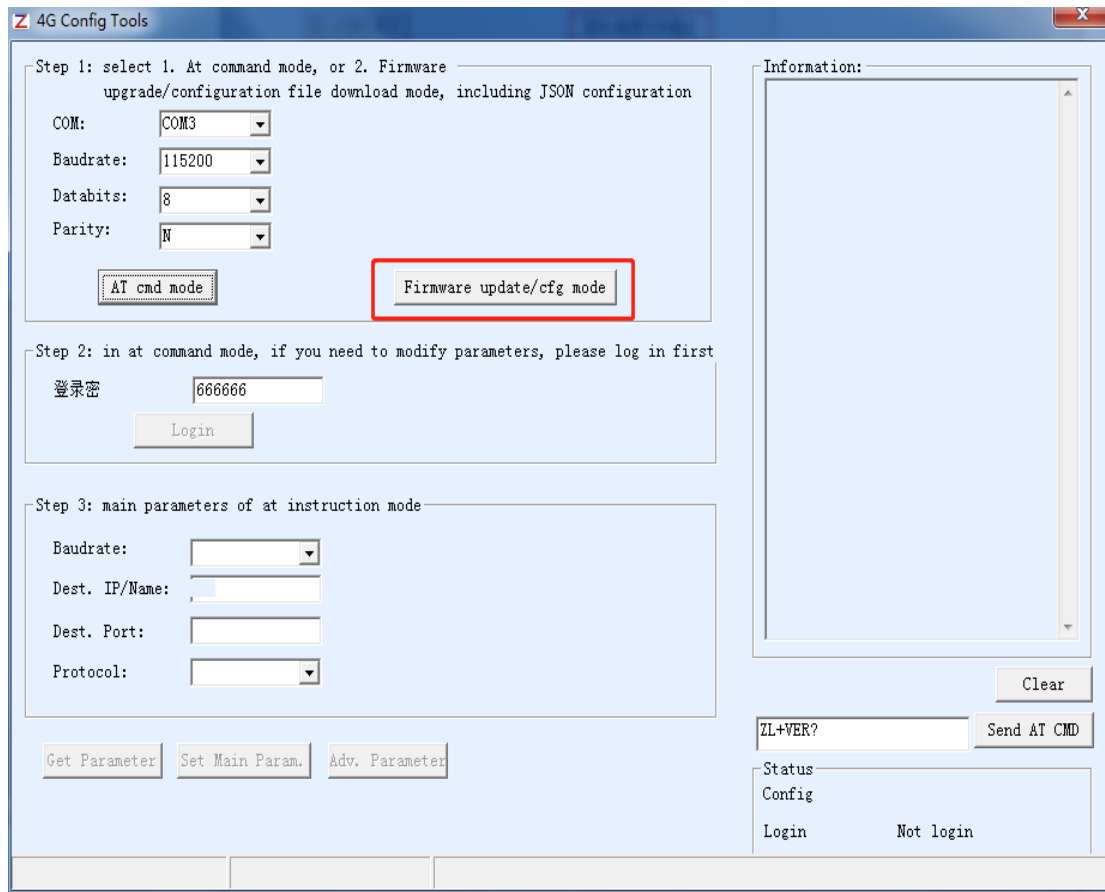 4G Config Tools
Step 1: select 1. At command mode, or 2. Firmware
upgrade/configuration file download mode, including JSON configuration
COM: COM3
Baudrate: 115200
Databits: 8
Parity: N
AT cmd mode
Firmware update/cfg mode
Step 2: in at command mode, if you need to modify parameters, please log in first
登录密 666666
Login
Step 3: main parameters of at instruction mode
Baudrate:
Dest. IP/Name:
Dest. Port:
Protocol:
Get Parameter
Set Main Param.
Adv. Parameter
Information:
Clear
ZL+VER?
Send AT CMD
Status
Config
Login Not login